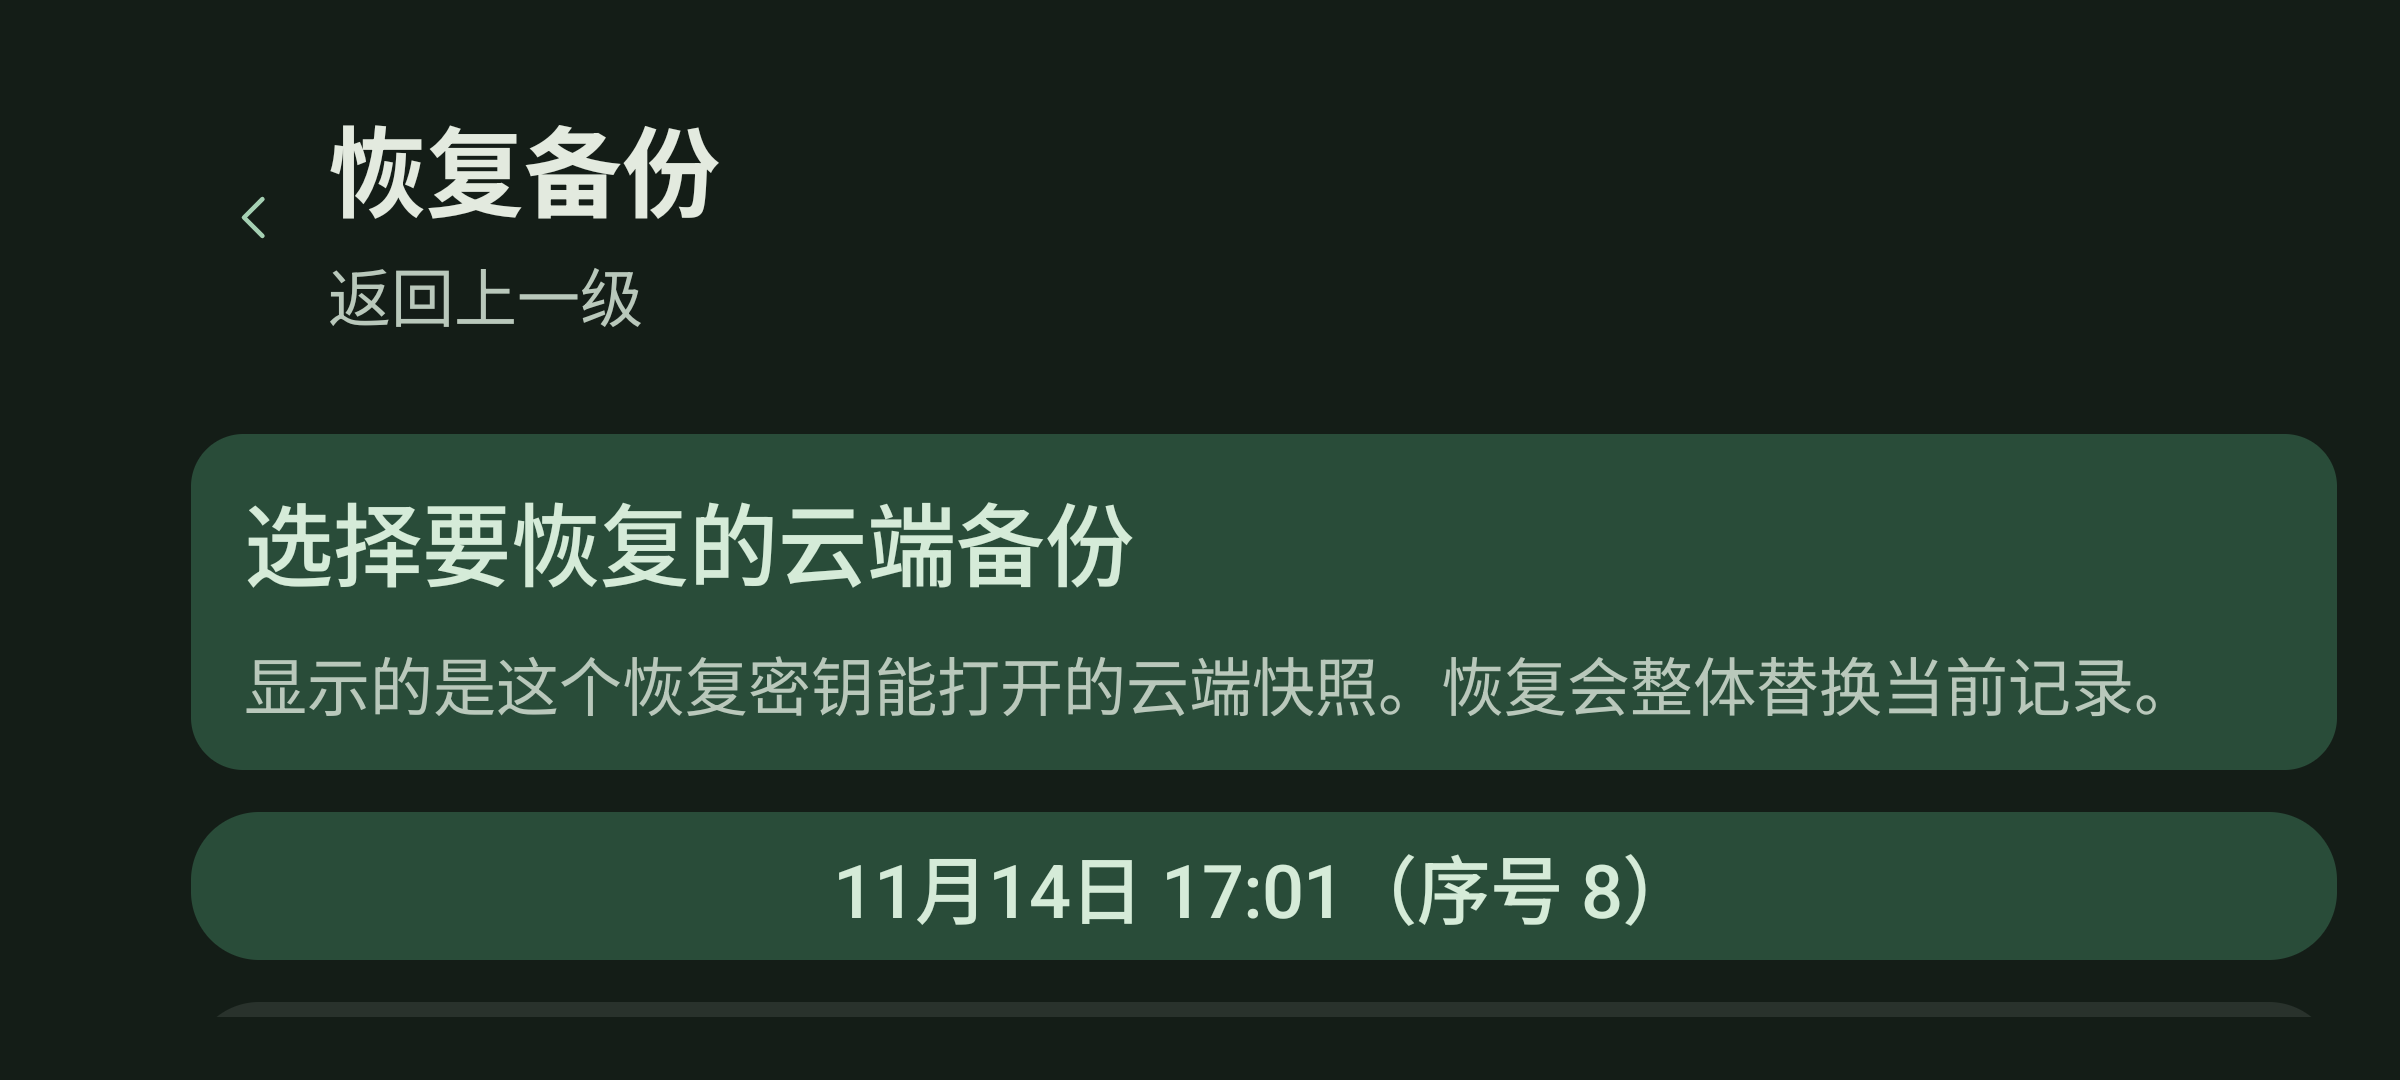 恢复备份
返回上一级
选择要恢复的云端备份
显示的是这个恢复密钥能打开的云端快照。恢复会整体替换当前记录。
11月14日 17:01（序号 8）